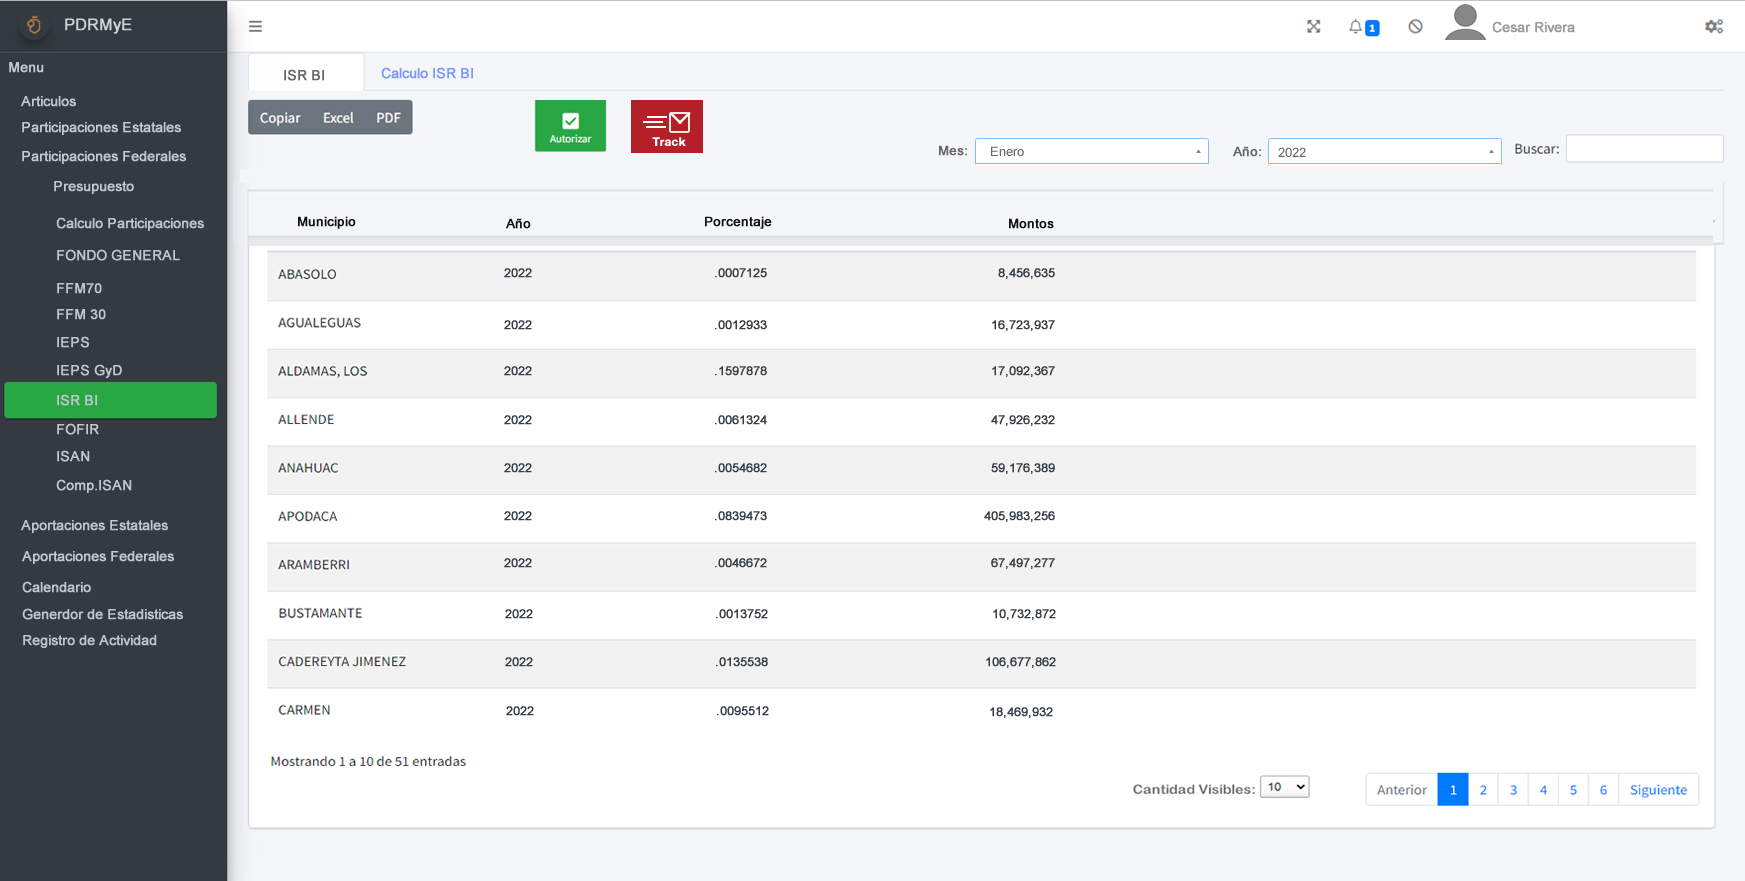 PDRMyE
1
Cesar Rivera
Menu
Articulos
Participaciones Estatales
Participaciones Federales
Presupuesto
Calculo Participaciones
FONDO GENERAL
FFM70
FFM 30
IEPS
IEPS GyD
ISR BI
FOFIR
ISAN
Comp.ISAN
Aportaciones Estatales
Aportaciones Federales
Calendario
Generdor de Estadisticas
Registro de Actividad
ISR BI Calculo ISR BI
Copiar Excel PDF
Autorizar
Track
Mes: Enero Año: 2022 Buscar:
Municipio Año Porcentaje Montos
ABASOLO 2022 .0007125 8,456,635
AGUALEGUAS 2022 .0012933 16,723,937
ALDAMAS, LOS 2022 .1597878 17,092,367
ALLENDE 2022 .0061324 47,926,232
ANAHUAC 2022 .0054682 59,176,389
APODACA 2022 .0839473 405,983,256
ARAMBERRI 2022 .0046672 67,497,277
BUSTAMANTE 2022 .0013752 10,732,872
CADEREYTA JIMENEZ 2022 .0135538 106,677,862
CARMEN 2022 .0095512 18,469,932
Mostrando 1 a 10 de 51 entradas
Cantidad Visibles: 10 Anterior 1 2 3 4 5 6 Siguiente